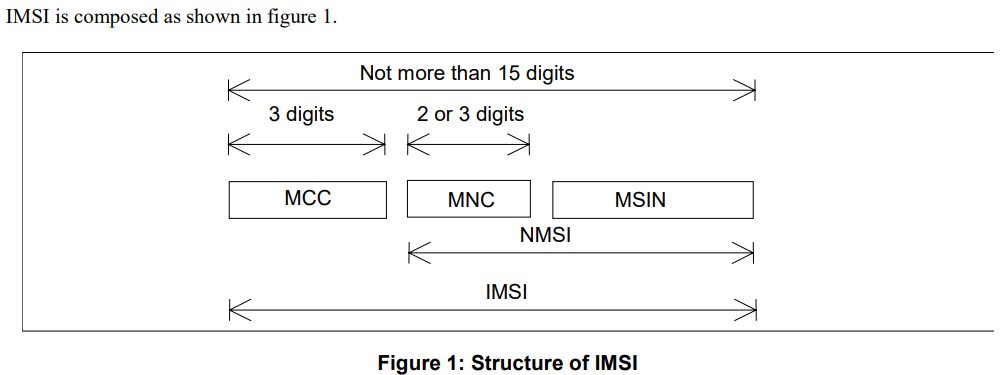 IMSI is composed as shown in figure 1.
Not more than 15 digits
3 digits
2 or 3 digits
MCC
MNC
MSIN
NMSI
IMSI
Figure 1: Structure of IMSI